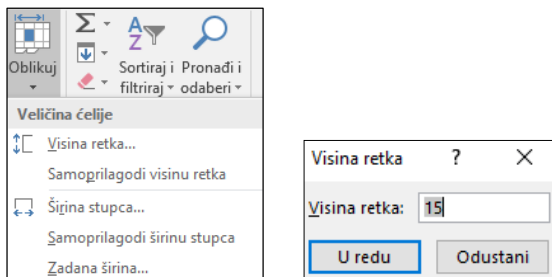 Oblikuj
Sortiraj i Pronađi i
filtriraj odaberi
Veličina ćelije
Visina retka...
Samoprilagodi visinu retka
Širina stupca...
Samoprilagodi širinu stupca
Zadana širina...
Visina retka ?
Visina retka: 15
U redu Odustani